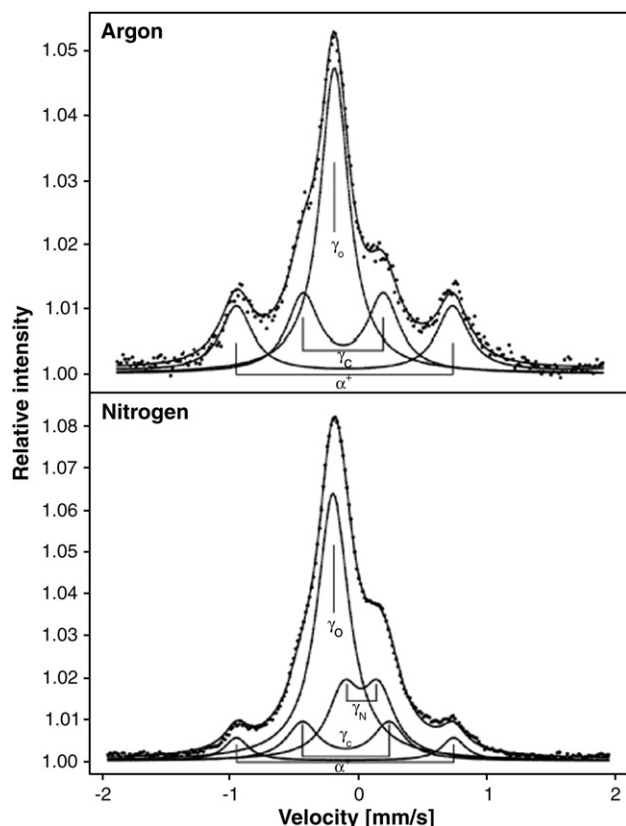 Argon
1.05
1.04
1.03
1.02
1.01
1.00
γo
γC
α+
Relative intensity
Nitrogen
1.08
1.07
1.06
1.05
1.04
1.03
1.02
1.01
1.00
γO
γN
γc
α
-2 -1 0 1 2
Velocity [mm/s]